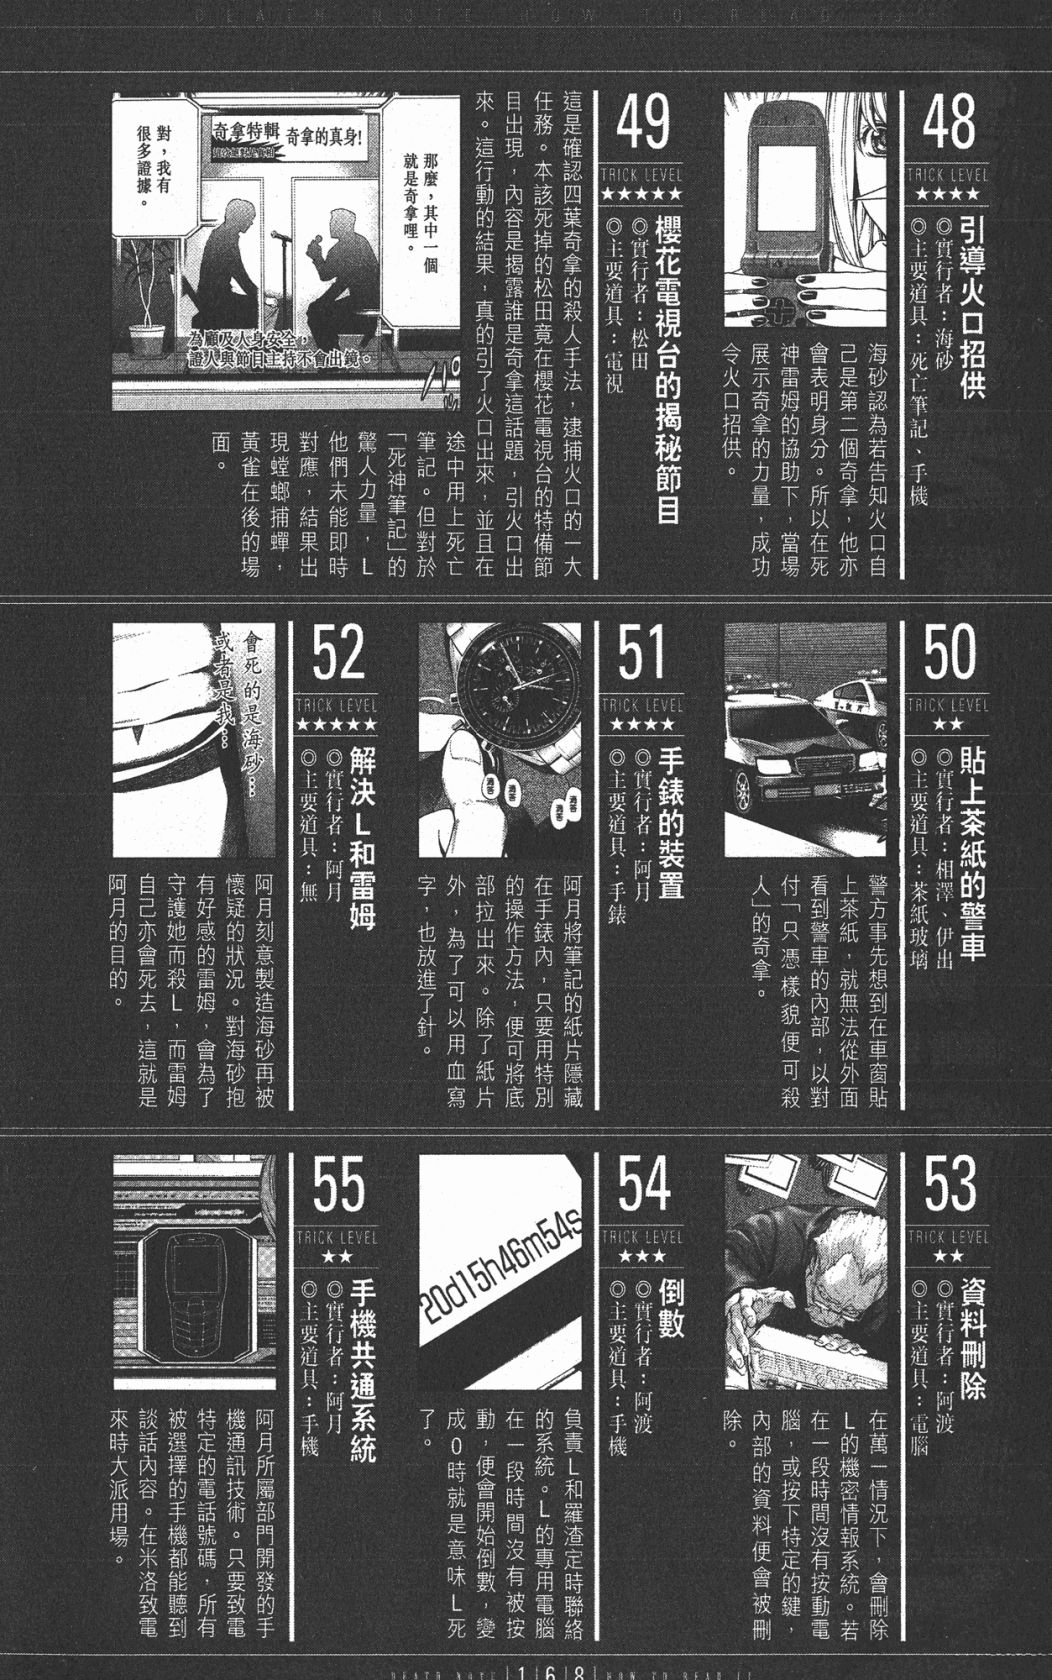 DEATH NOTE HOW TO READ 13
48
TRICK LEVEL
★★★★
引導火口招供
◎實行者：海砂
◎主要道具：死亡筆記、手機
海砂認為若告知火口自
己是第二個奇拿，他亦
會表明身分。所以在死
神雷姆的協助下，當場
展示奇拿的力量，成功
令火口招供。
49
TRICK LEVEL
★★★★★
櫻花電視台的揭秘節目
◎實行者：松田
◎主要道具：電視
這是確認四葉奇拿的殺人手法，逮捕火口的一大
任務。本該死掉的松田竟在櫻花電視台的特備節
目出現，內容是揭露誰是奇拿這話題，引火口出
來。這行動的結果，真的引了火口出來，並且在
途中用上死亡
筆記。但對於
「死神筆記」的
驚人力量，L
他們未能即時
對應，結果出
現螳螂捕蟬，
黃雀在後的場
面。
那麼，其中一個
就是奇拿哩。
奇拿特輯
奇拿的真身!
對，我有
很多證據。
為顧及人身安全，
證人與節目主持不會出鏡。
50
TRICK LEVEL
★★
貼上茶紙的警車
◎實行者：相澤、伊出
◎主要道具：茶紙玻璃
警方事先想到在車窗貼
上茶紙，就無法從外面
看到警車的內部，以對
付「只憑樣貌便可殺
人」的奇拿。
51
TRICK LEVEL
★★★★
手錶的裝置
◎實行者：阿月
◎主要道具：手錶
阿月將筆記的紙片隱藏
在手錶內，只要用特別
的操作方法，便可將底
部拉出來。除了紙片
外，為了可以用血寫
字，也放進了針。
52
TRICK LEVEL
★★★★★
解決L和雷姆
◎實行者：阿月
◎主要道具：無
會死的是海砂…
或者是我…
阿月刻意製造海砂再被
懷疑的狀況。對海砂抱
有好感的雷姆，會為了
守護她而殺L，而雷姆
自己亦會死去，這就是
阿月的目的。
53
TRICK LEVEL
★★
資料刪除
◎實行者：阿渡
◎主要道具：電腦
在萬一情況下，會刪除
L的機密情報系統。若
在一段時間沒有按動電
腦，或按下特定的鍵，
內部的資料便會被刪
除。
54
TRICK LEVEL
★★★
倒數
◎實行者：阿渡
◎主要道具：手機
20d15h46m54s
負責L和羅渣定時聯絡
的系統。L的專用電腦
在一段時間沒有被按
動，便會開始倒數，變
成0時就是意味L死
了。
55
TRICK LEVEL
★★
手機共通系統
◎實行者：阿月
◎主要道具：手機
阿月所屬部門開發的手
機通訊技術。只要致電
特定的電話號碼，所有
被選擇的手機都能聽到
談話內容。在米洛致電
來時大派用場。
DEATH NOTE 168 HOW TO READ 13